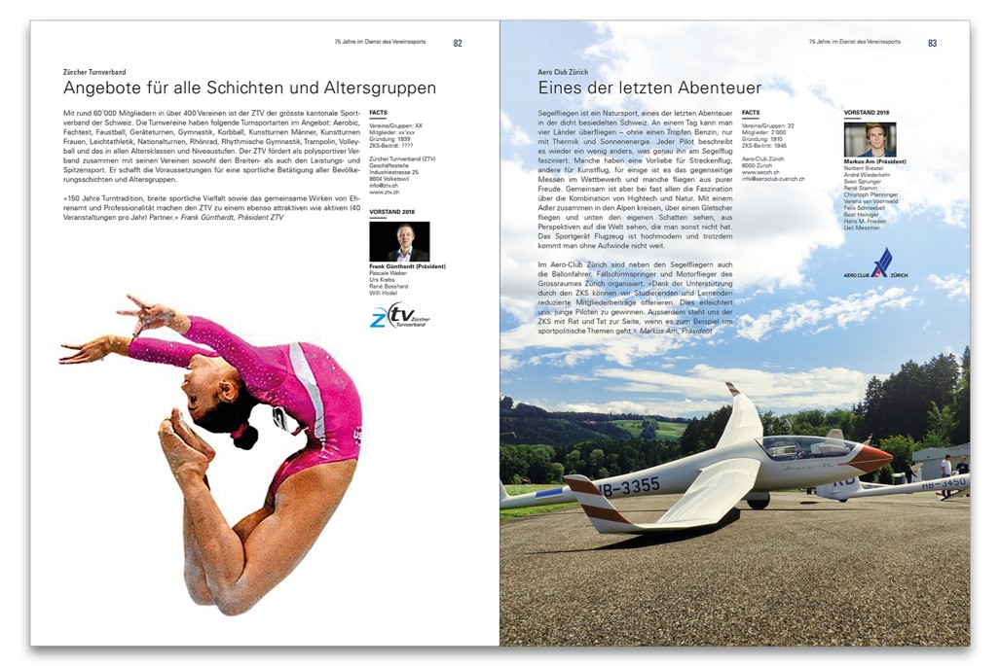 75 Jahre im Dienst des Vereinssports 82
Zürcher Turnverband
Angebote für alle Schichten und Altersgruppen
Mit rund 60'000 Mitgliedern in über 400 Vereinen ist der ZTV der grösste kantonale Sport-
verband der Schweiz. Die Turnvereine haben folgende Turnsportarten im Angebot: Aerobic,
Fachtest, Faustball, Geräteturnen, Gymnastik, Korbball, Kunstturnen Männer, Kunstturnen
Frauen, Leichtathletik, Nationalturnen, Rhönrad, Rhythmische Gymnastik, Trampolin, Volley-
ball und das in allen Altersklassen und Niveaustufen. Der ZTV fördert als polysportiver Ver-
band zusammen mit seinen Vereinen sowohl den Breiten- als auch den Leistungs- und
Spitzensport. Er schafft die Voraussetzungen für eine sportliche Betätigung aller Bevölke-
rungsschichten und Altersgruppen.
«150 Jahre Turntradition, breite sportliche Vielfalt sowie das gemeinsame Wirken von Eh-
renamt und Professionalität machen den ZTV zu einem ebenso attraktiven wie aktiven (40
Veranstaltungen pro Jahr) Partner.» Frank Günthardt, Präsident ZTV
FACTS
Vereine/Gruppen: XX
Mitglieder: xx'xxx
Gründung: 1939
ZKS-Beitritt: ????
Zürcher Turnverband (ZTV)
Geschäftsstelle
Industriestrasse 25
8604 Volketswil
info@ztv.ch
www.ztv.ch
VORSTAND 2018
Frank Günthardt (Präsident)
Pascale Weber
Urs Krebs
René Bosshard
Willi Hodel
ztv Zürcher
Turnverband
US
75 Jahre im Dienst des Vereinssports 83
Aero Club Zürich
Eines der letzten Abenteuer
Segelfliegen ist ein Natursport, eines der letzten Abenteuer
in der dicht besiedelten Schweiz. An einem Tag kann man
vier Länder überfliegen – ohne einen Tropfen Benzin, nur
mit Thermik und Sonnenenergie. Jeder Pilot beschreibt
es wieder ein wenig anders, was genau ihn am Segelflug
fasziniert. Manche haben eine Vorliebe für Streckenflug,
andere für Kunstflug, für einige ist es das gegenseitige
Messen im Wettbewerb und manche fliegen aus purer
Freude. Gemeinsam ist aber bei fast allen die Faszination
über die Kombination von Hightech und Natur. Mit einem
Adler zusammen in den Alpen kreisen, über einen Gletscher
fliegen und unten den eigenen Schatten sehen, aus
Perspektiven auf die Welt sehen, die man sonst nicht hat.
Das Sportgerät Flugzeug ist hochmodern und trotzdem
kommt man ohne Aufwinde nicht weit.
Im Aero-Club Zürich sind neben den Segelfliegern auch
die Ballonfahrer, Fallschirmspringer und Motorflieger des
Grossraumes Zürich organisiert. «Dank der Unterstützung
durch den ZKS können wir Studierenden und Lernenden
reduzierte Mitgliederbeiträge offerieren. Dies erleichtert
uns, junge Piloten zu gewinnen. Ausserdem steht uns der
ZKS mit Rat und Tat zur Seite, wenn es zum Beispiel um
sportpolitische Themen geht.» Markus Arn, Präsident
FACTS
Vereine/Gruppen: 22
Mitglieder: 2'000
Gründung: 1910
ZKS-Beitritt: 1945
Aero-Club Zürich
8000 Zürich
www.aeczh.ch
info@aeroclub-zuerich.ch
VORSTAND 2018
Markus Arn (Präsident)
Norbert Brestel
André Wiederkehr
Sven Sprunger
René Stamm
Christoph Pfenninger
Verena van Voornveld
Felix Schneebeli
Beat Heiniger
Hans M. Frieden
Ueli Messmer
AERO CLUB ZÜRICH
HB-3355
HB-3450